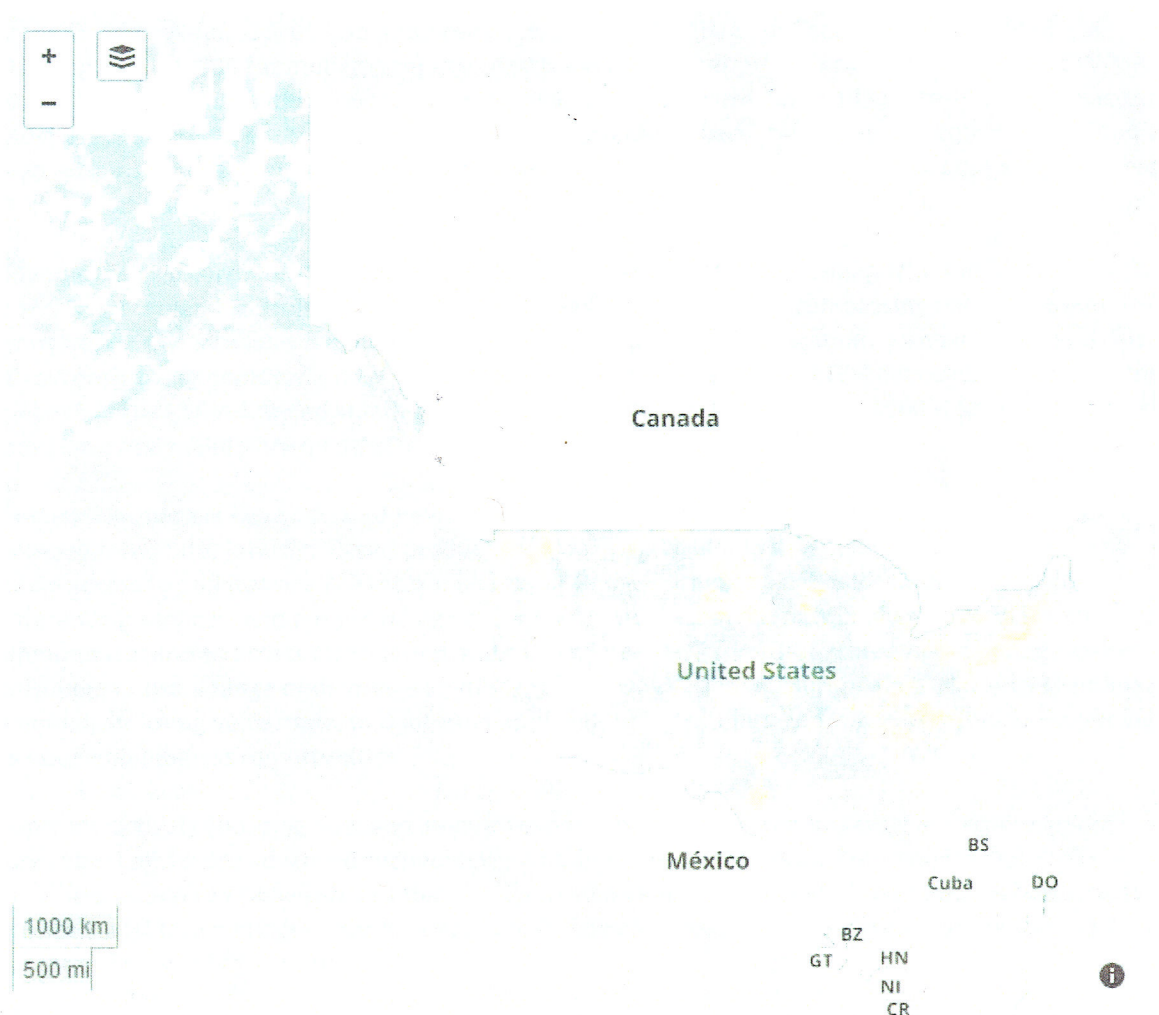 +
−
Canada
United States
México
BS
Cuba
DO
1000 km
BZ
GT
HN
500 mi
NI
CR
i